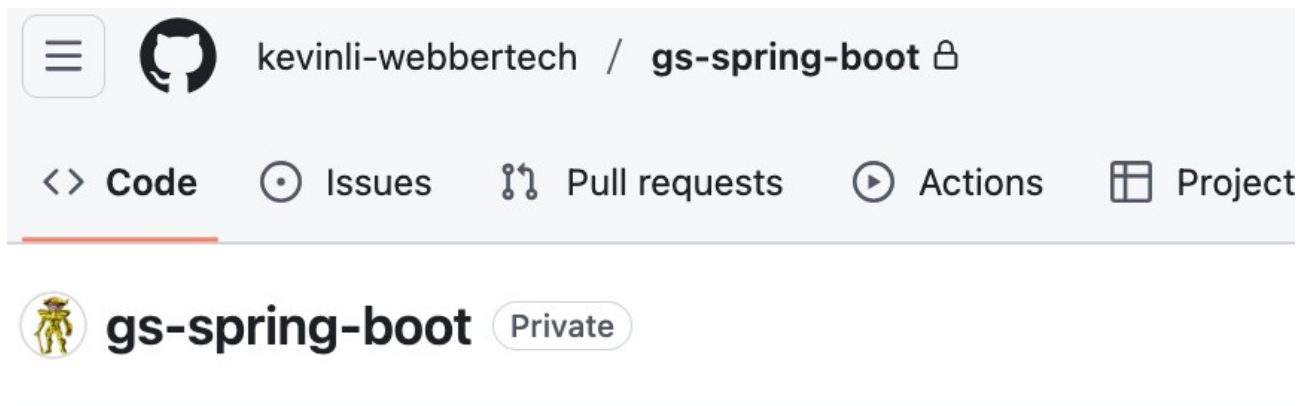 kevinli-webbertech / gs-spring-boot
Code Issues Pull requests Actions Project
gs-spring-boot Private